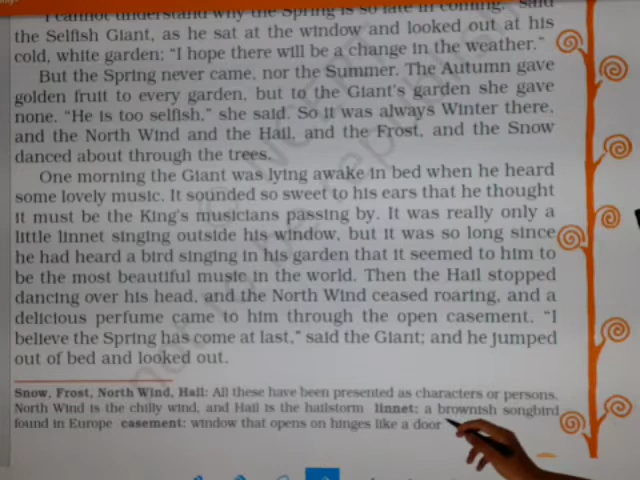 I cannot understand why the Spring is so late in coming," said
the Selfish Giant, as he sat at the window and looked out at his
cold, white garden; "I hope there will be a change in the weather."
But the Spring never came, nor the Summer. The Autumn gave
golden fruit to every garden, but to the Giant's garden she gave
none. "He is too selfish," she said. So it was always Winter there,
and the North Wind and the Hail, and the Frost, and the Snow
danced about through the trees.
One morning the Giant was lying awake in bed when he heard
some lovely music. It sounded so sweet to his ears that he thought
it must be the King's musicians passing by. It was really only a
little linnet singing outside his window, but it was so long since
he had heard a bird singing in his garden that it seemed to him to
be the most beautiful music in the world. Then the Hail stopped
dancing over his head, and the North Wind ceased roaring, and a
delicious perfume came to him through the open casement. "I
believe the Spring has come at last," said the Giant; and he jumped
out of bed and looked out.
Snow, Frost, North Wind, Hail: All these have been presented as characters or persons.
North Wind is the chilly wind, and Hail is the hailstorm linnet: a brownish songbird
found in Europe casement: window that opens on hinges like a door